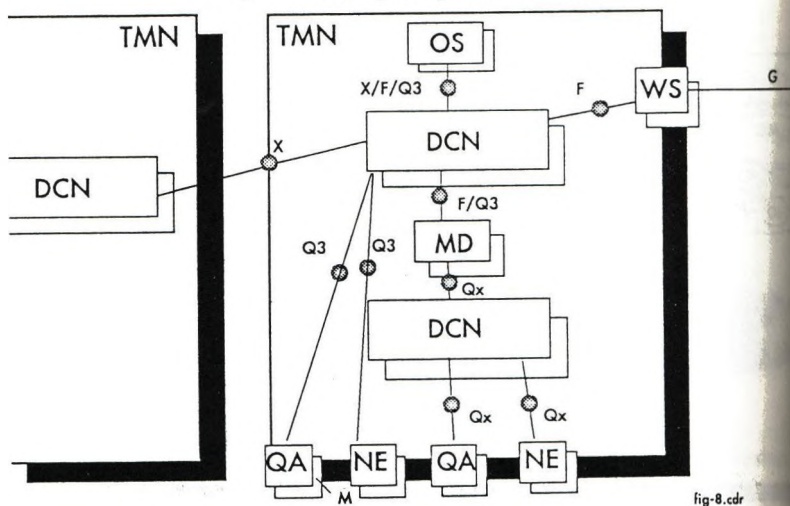 TMN
TMN
OS
X/F/Q3
F
WS
G
DCN
X
DCN
F/Q3
Q3
Q3
MD
Qx
DCN
Qx
Qx
QA
NE
QA
NE
M
fig-8.cdr